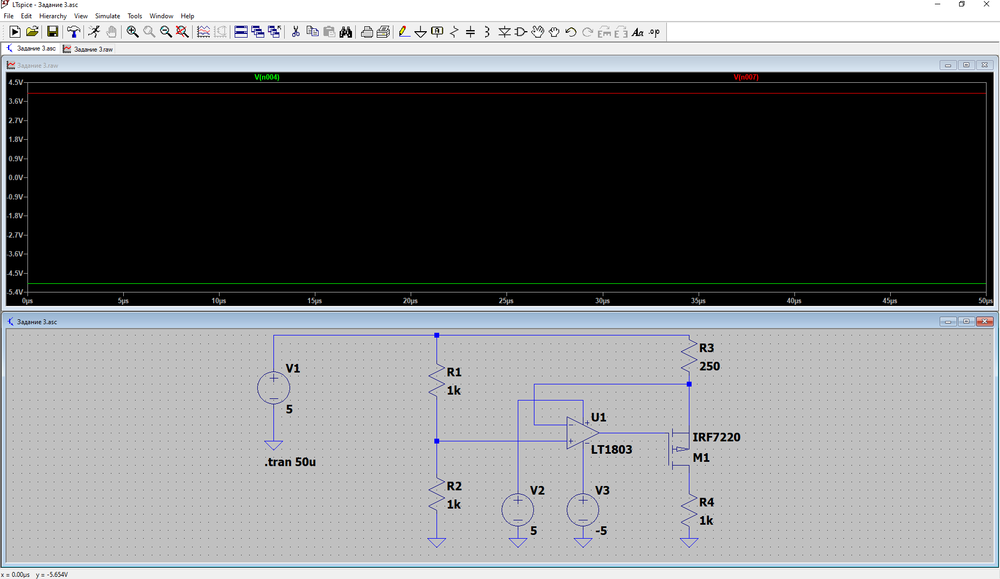 LTspice - Задание 3.asc
File Edit Hierarchy View Simulate Tools Window Help
.op
Задание 3.asc Задание 3.raw
Задание 3.raw
V(n004) V(n007)
4.5V
3.6V
2.7V
1.8V
0.9V
0.0V
-0.9V
-1.8V
-2.7V
-3.6V
-4.5V
-5.4V
0µs 5µs 10µs 15µs 20µs 25µs 30µs 35µs 40µs 45µs 50µs
Задание 3.asc
R3
250
V1
5
R1
1k
U1
LT1803
IRF7220
M1
.tran 50u
R2
1k
V2
5
V3
-5
R4
1k
x = 0.00µs y = -5.654V